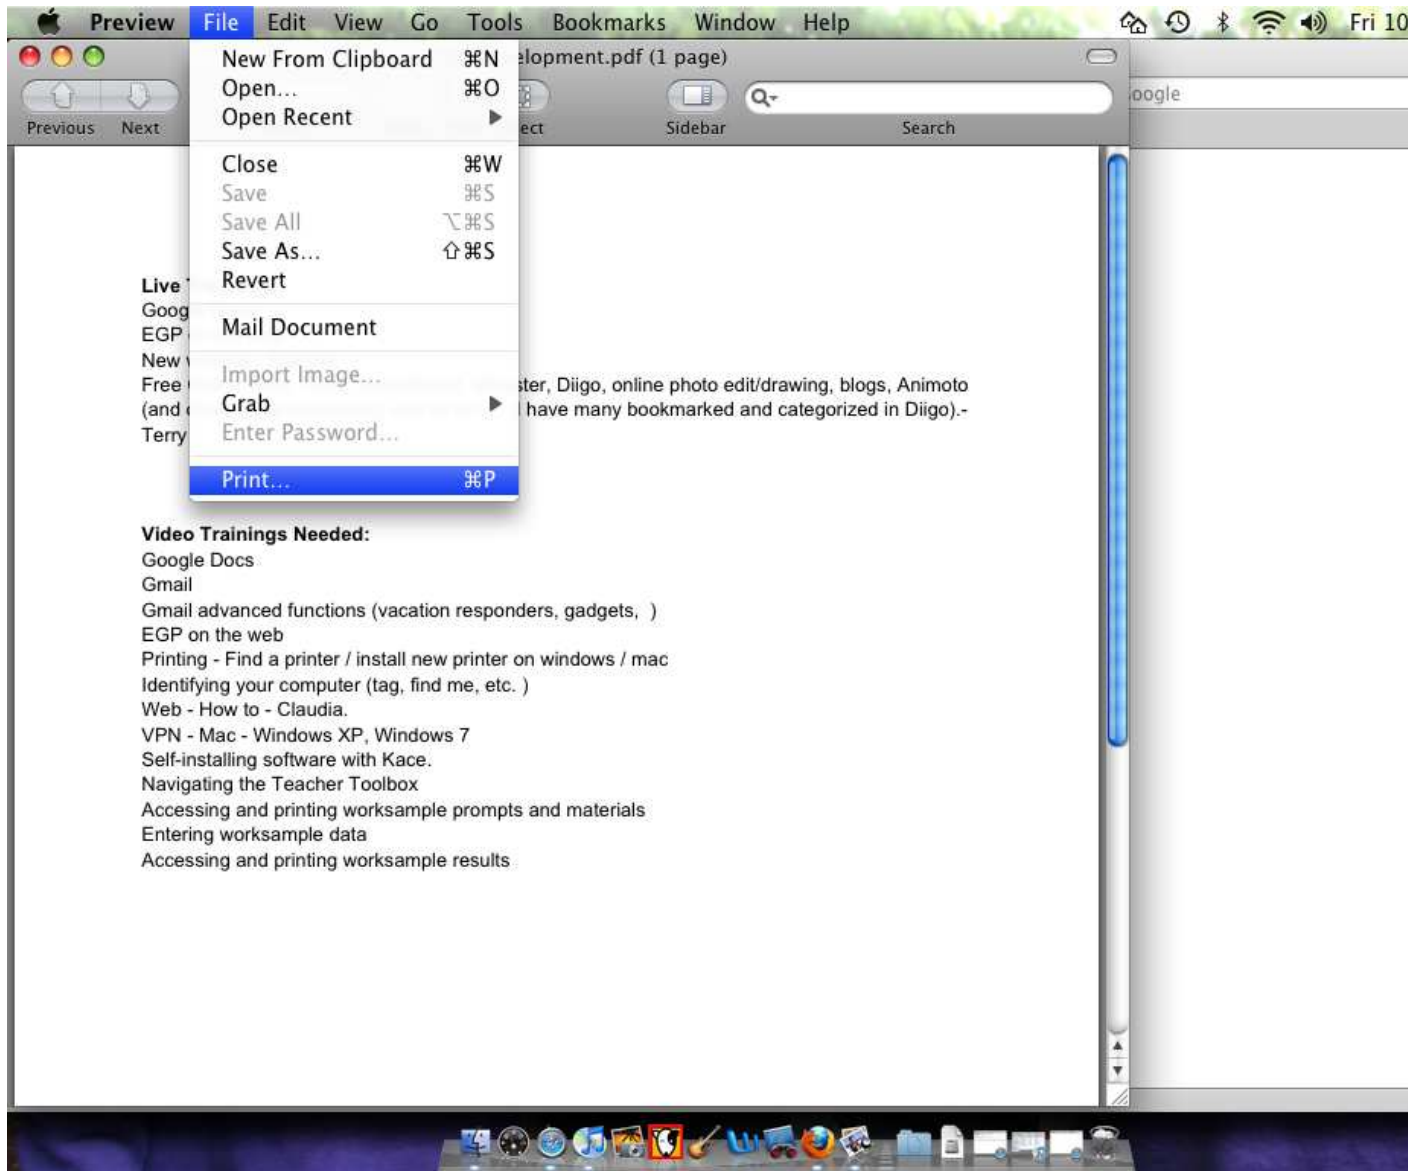 Preview File Edit View Go Tools Bookmarks Window Help Fri 10
elopment.pdf (1 page)
Previous Next ect Sidebar Search
oogle
New From Clipboard ⌘N
Open... ⌘O
Open Recent
Close ⌘W
Save ⌘S
Save All ⌥⌘S
Save As... ⇧⌘S
Revert
Mail Document
Import Image...
Grab
Enter Password...
Print... ⌘P
Live
Goog
EGP
New
Free ster, Diigo, online photo edit/drawing, blogs, Animoto
(and have many bookmarked and categorized in Diigo).-
Terry
Video Trainings Needed:
Google Docs
Gmail
Gmail advanced functions (vacation responders, gadgets, )
EGP on the web
Printing - Find a printer / install new printer on windows / mac
Identifying your computer (tag, find me, etc. )
Web - How to - Claudia.
VPN - Mac - Windows XP, Windows 7
Self-installing software with Kace.
Navigating the Teacher Toolbox
Accessing and printing worksample prompts and materials
Entering worksample data
Accessing and printing worksample results